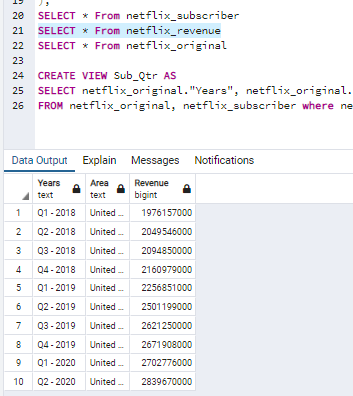 19
);
20 SELECT * From netflix_subscriber
21 SELECT * From netflix_revenue
22 SELECT * From netflix_original
23
24 CREATE VIEW Sub_Qtr AS
25 SELECT netflix_original."Years", netflix_original.
26 FROM netflix_original, netflix_subscriber where ne
Data Output Explain Messages Notifications
Years Area Revenue
text text bigint
1 Q1 - 2018 United ... 1976157000
2 Q2 - 2018 United ... 2049546000
3 Q3 - 2018 United ... 2094850000
4 Q4 - 2018 United ... 2160979000
5 Q1 - 2019 United ... 2256851000
6 Q2 - 2019 United ... 2501199000
7 Q3 - 2019 United ... 2621250000
8 Q4 - 2019 United ... 2671908000
9 Q1 - 2020 United ... 2702776000
10 Q2 - 2020 United ... 2839670000